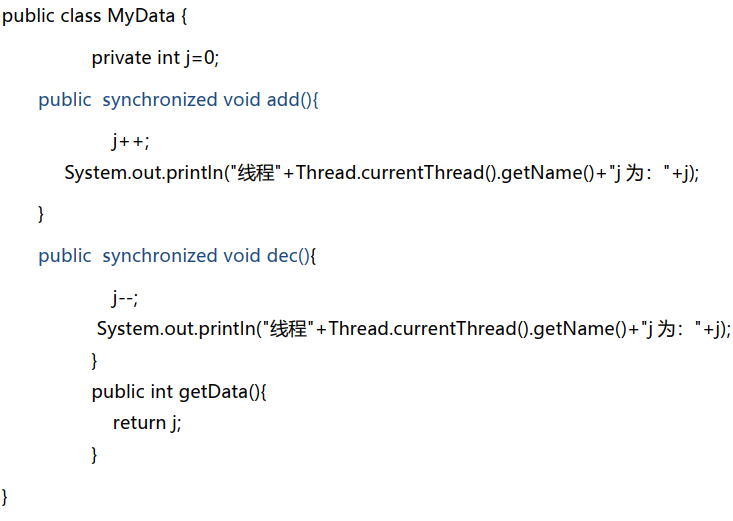 public class MyData {
private int j=0;
public  synchronized void add(){
j++;
System.out.println("线程"+Thread.currentThread().getName()+"j 为："+j);
}
public  synchronized void dec(){
j--;
System.out.println("线程"+Thread.currentThread().getName()+"j 为："+j);
}
public int getData(){
return j;
}
}